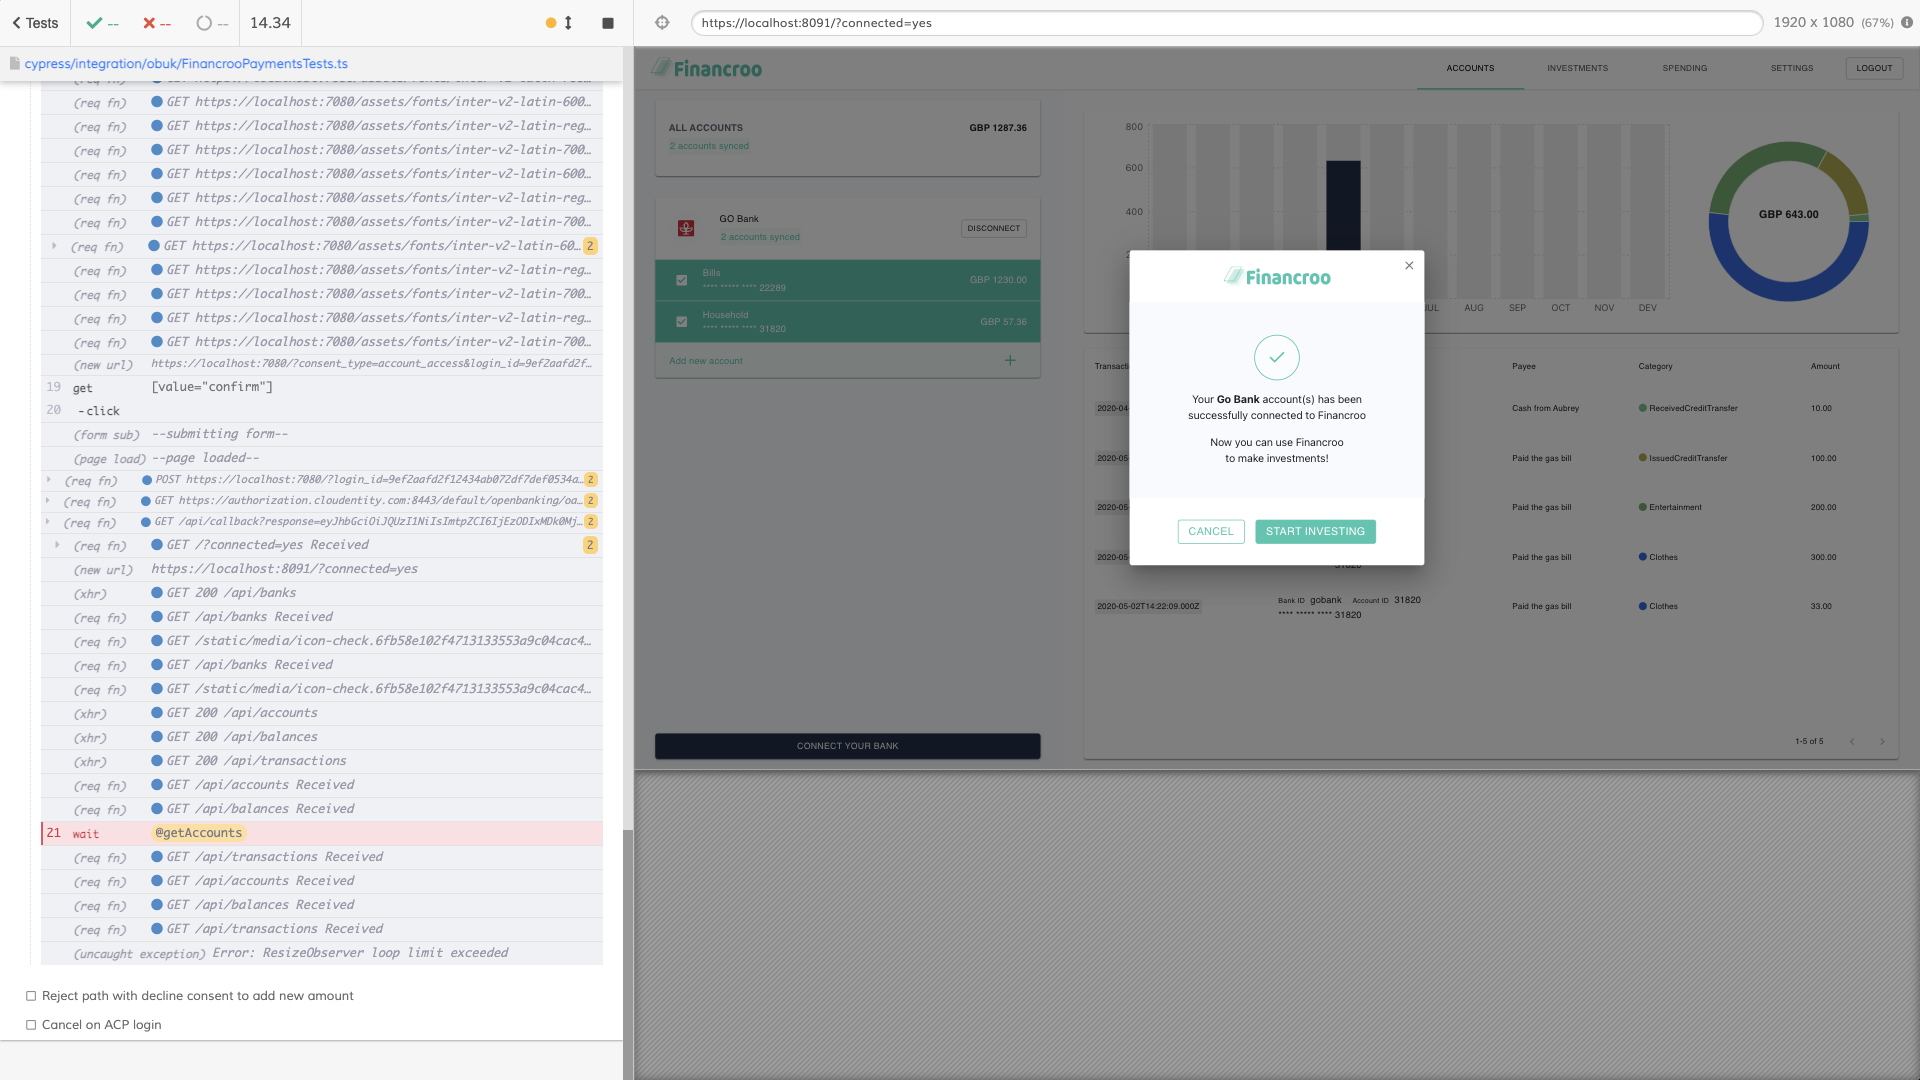 Tests
--
--
--
14.34
https://localhost:8091/?connected=yes
1920 x 1080 (67%)
cypress/integration/obuk/FinancrooPaymentsTests.ts
(req fn) GET https://localhost:7080/assets/fonts/inter-v2-latin-600…
(req fn) GET https://localhost:7080/assets/fonts/inter-v2-latin-reg…
(req fn) GET https://localhost:7080/assets/fonts/inter-v2-latin-700…
(req fn) GET https://localhost:7080/assets/fonts/inter-v2-latin-600…
(req fn) GET https://localhost:7080/assets/fonts/inter-v2-latin-reg…
(req fn) GET https://localhost:7080/assets/fonts/inter-v2-latin-700…
(req fn) GET https://localhost:7080/assets/fonts/inter-v2-latin-60… 2
(req fn) GET https://localhost:7080/assets/fonts/inter-v2-latin-reg…
(req fn) GET https://localhost:7080/assets/fonts/inter-v2-latin-700…
(req fn) GET https://localhost:7080/assets/fonts/inter-v2-latin-reg…
(req fn) GET https://localhost:7080/assets/fonts/inter-v2-latin-700…
(new url) https://localhost:7080/?consent_type=account_access&login_id=9ef2aafd2f…
19 get [value="confirm"]
20 -click
(form sub) --submitting form--
(page load) --page loaded--
(req fn) POST https://localhost:7080/?login_id=9ef2aafd2f12434ab072df7def0534a… 2
(req fn) GET https://authorization.cloudentity.com:8443/default/openbanking/oa… 2
(req fn) GET /api/callback?response=eyJhbGciOiJQUzI1NiIsImtpZCI6IjEzODIxMDk0Mj… 2
(req fn) GET /?connected=yes Received 2
(new url) https://localhost:8091/?connected=yes
(xhr) GET 200 /api/banks
(req fn) GET /api/banks Received
(req fn) GET /static/media/icon-check.6fb58e102f4713133553a9c04cac4…
(req fn) GET /api/banks Received
(req fn) GET /static/media/icon-check.6fb58e102f4713133553a9c04cac4…
(xhr) GET 200 /api/accounts
(xhr) GET 200 /api/balances
(xhr) GET 200 /api/transactions
(req fn) GET /api/accounts Received
(req fn) GET /api/balances Received
21 wait @getAccounts
(req fn) GET /api/transactions Received
(req fn) GET /api/accounts Received
(req fn) GET /api/balances Received
(req fn) GET /api/transactions Received
(uncaught exception) Error: ResizeObserver loop limit exceeded
Reject path with decline consent to add new amount
Cancel on ACP login
Financroo
ACCOUNTS INVESTMENTS SPENDING SETTINGS LOGOUT
ALL ACCOUNTS GBP 1287.36
2 accounts synced
GO Bank
2 accounts synced
DISCONNECT
Bills GBP 1230.00
**** ***** **** 22289
Household GBP 57.36
**** ***** **** 31820
Add new account
CONNECT YOUR BANK
800
600
400
AUG SEP OCT NOV DEV
GBP 643.00
Financroo
Your Go Bank account(s) has been
successfully connected to Financroo
Now you can use Financroo
to make investments!
CANCEL START INVESTING
Payee Category Amount
Cash from Aubrey ReceivedCreditTransfer 10.00
Paid the gas bill IssuedCreditTransfer 100.00
Paid the gas bill Entertainment 200.00
Paid the gas bill Clothes 300.00
2020-05-02T14:22:09.000Z Bank ID gobank Account ID 31820 Paid the gas bill Clothes 33.00
**** ***** **** 31820
1-5 of 5